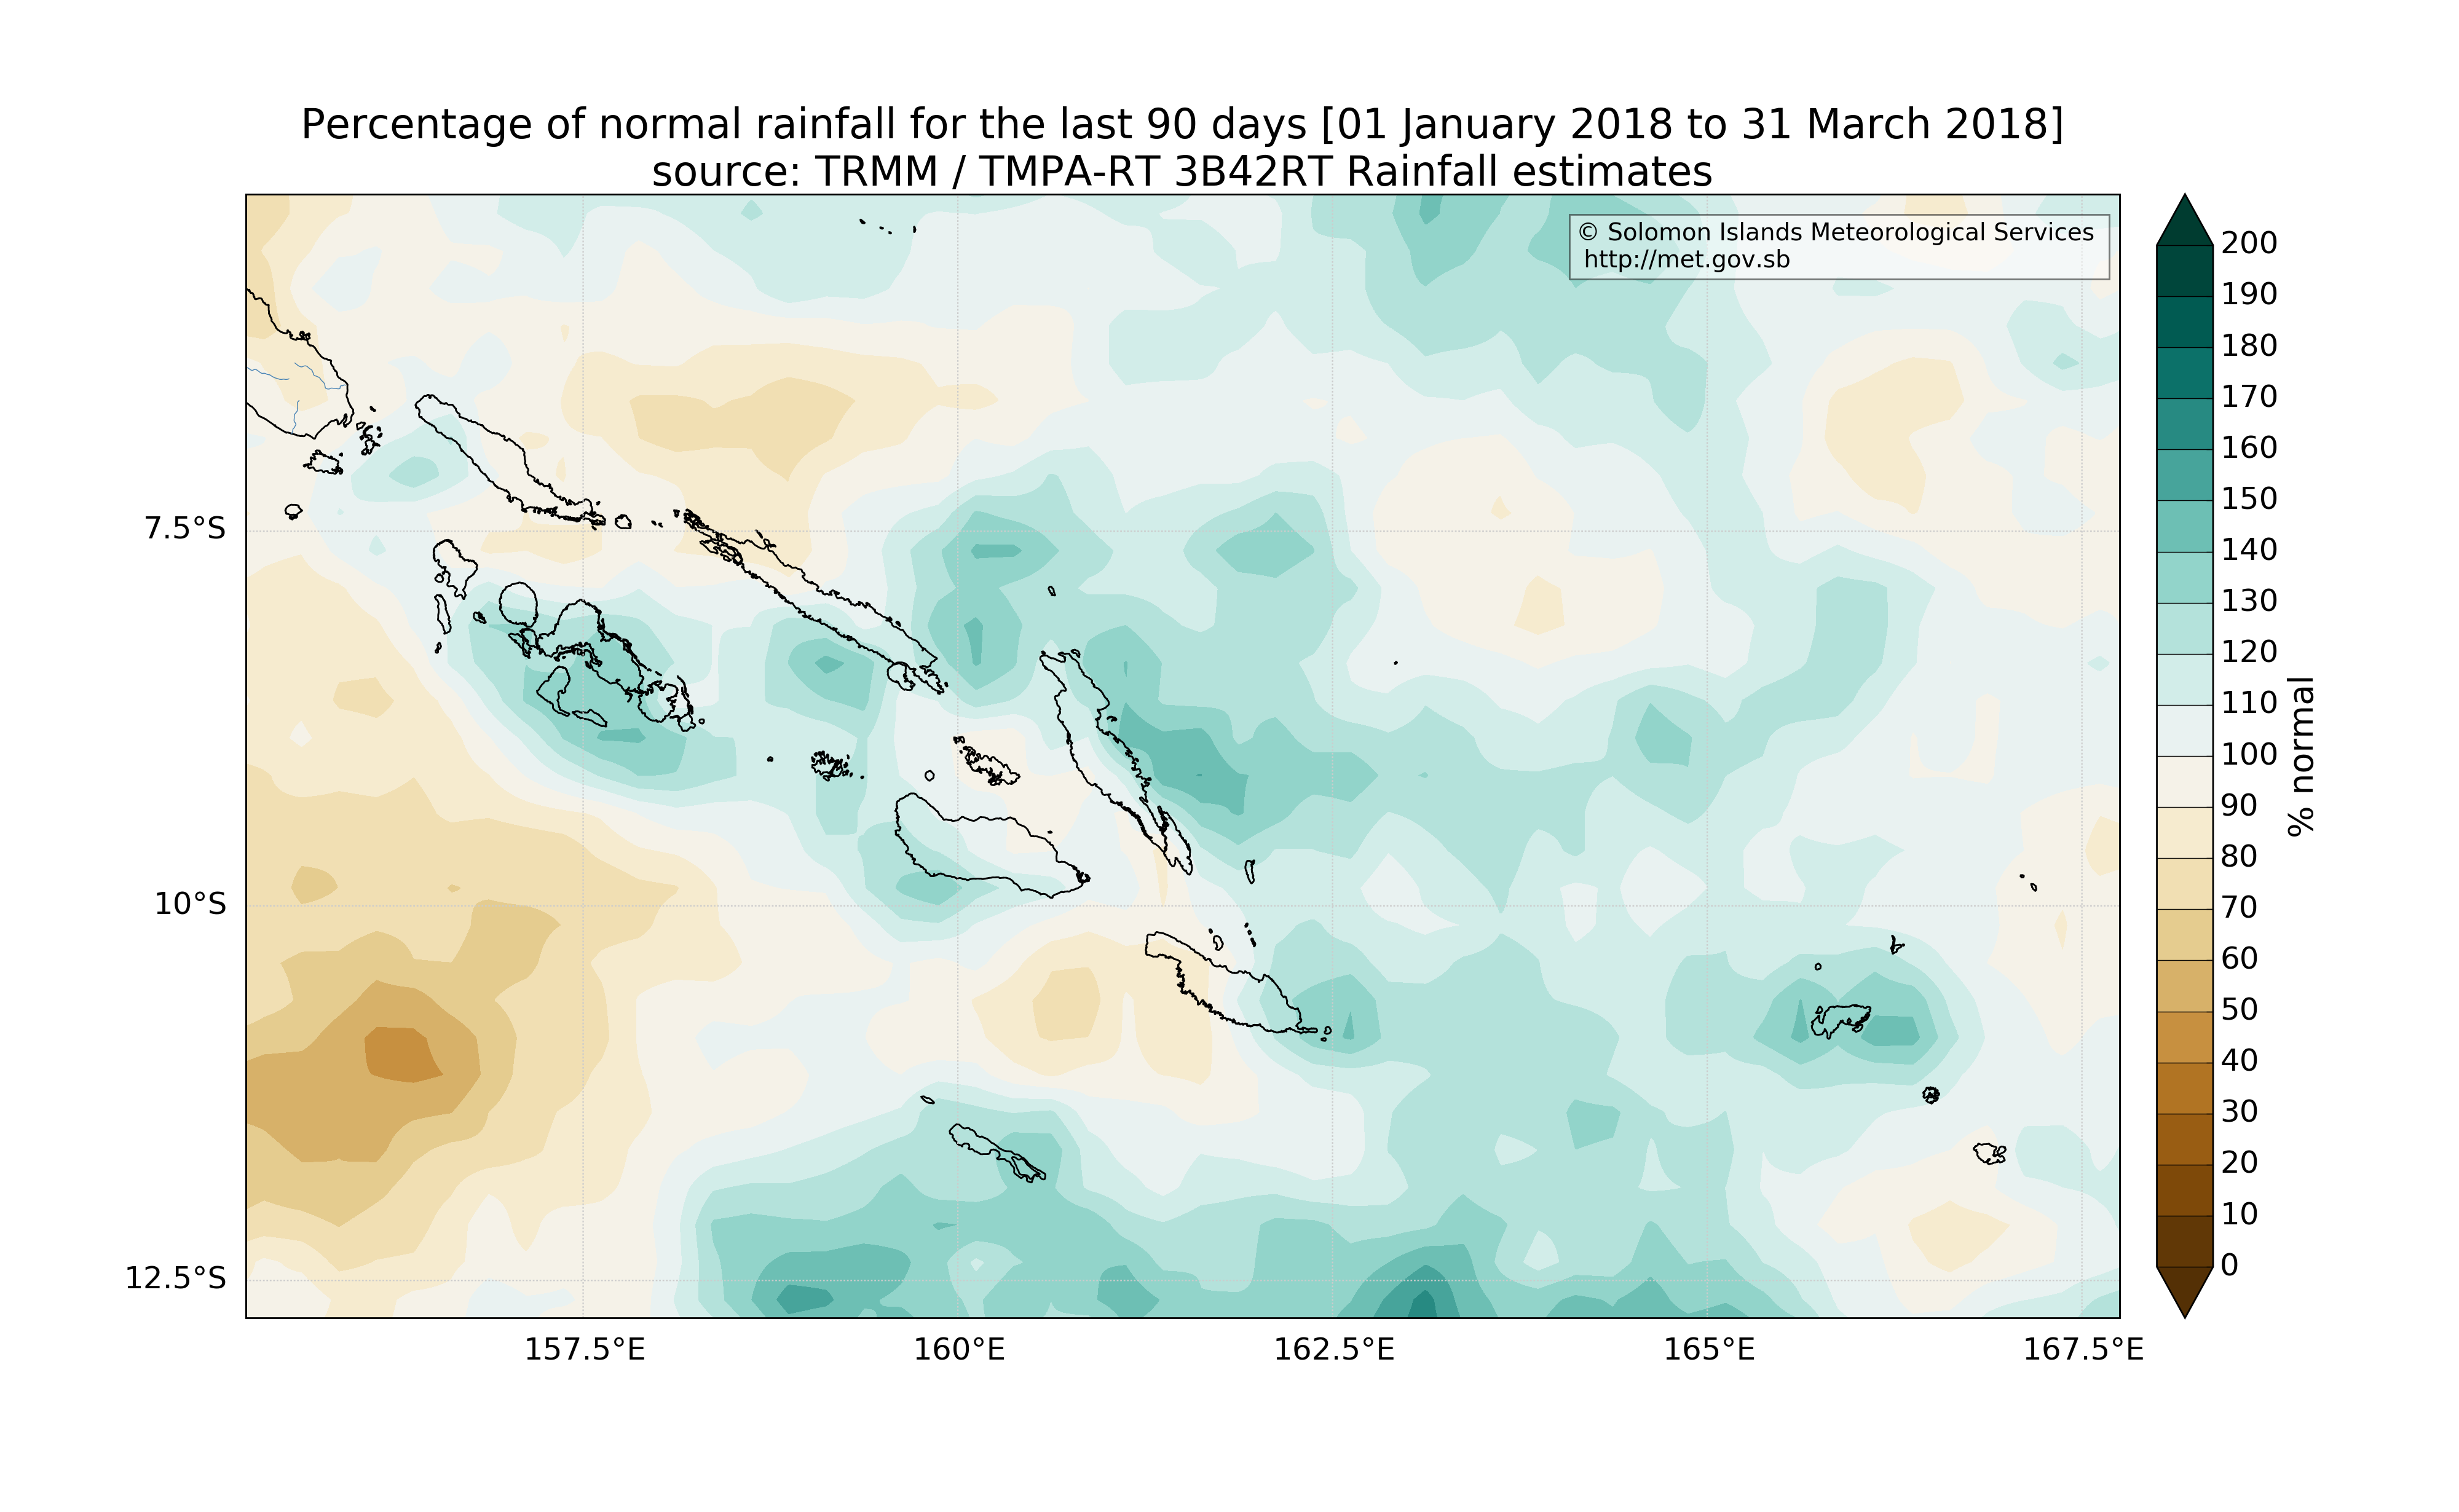 Percentage of normal rainfall for the last 90 days [01 January 2018 to 31 March 2018]
source: TRMM / TMPA-RT 3B42RT Rainfall estimates
© Solomon Islands Meteorological Services
http://met.gov.sb
7.5°S
10°S
12.5°S
157.5°E
160°E
162.5°E
165°E
167.5°E
200
190
180
170
160
150
140
130
120
110
100
90
80
70
60
50
40
30
20
10
0
% normal